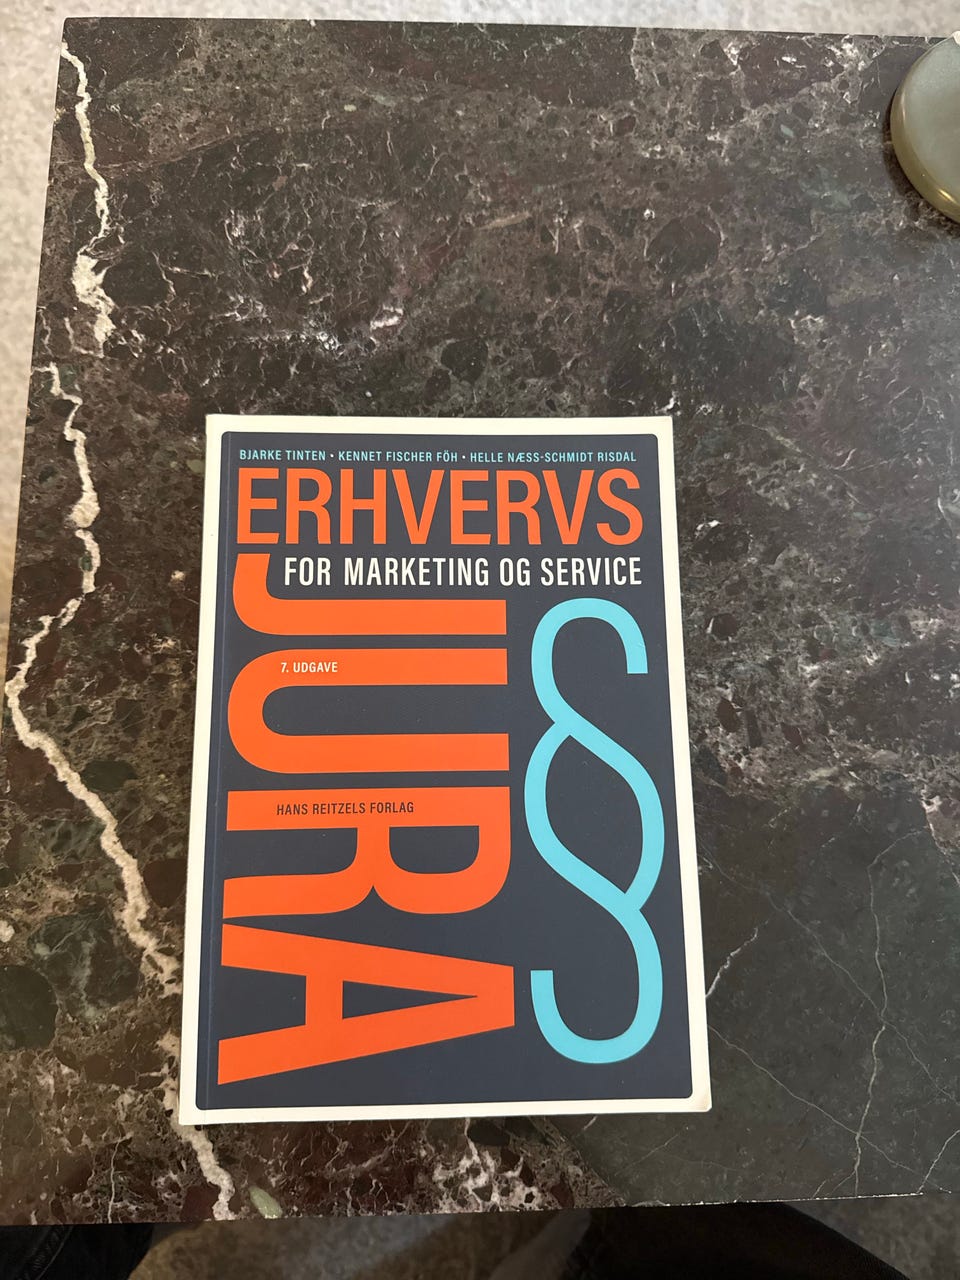 BJARKE TINTEN • KENNET FISCHER FÖH • HELLE NÆSS-SCHMIDT RISDAL
ERHVERVS
FOR MARKETING OG SERVICE
JURA
7. UDGAVE
HANS REITZELS FORLAG
§